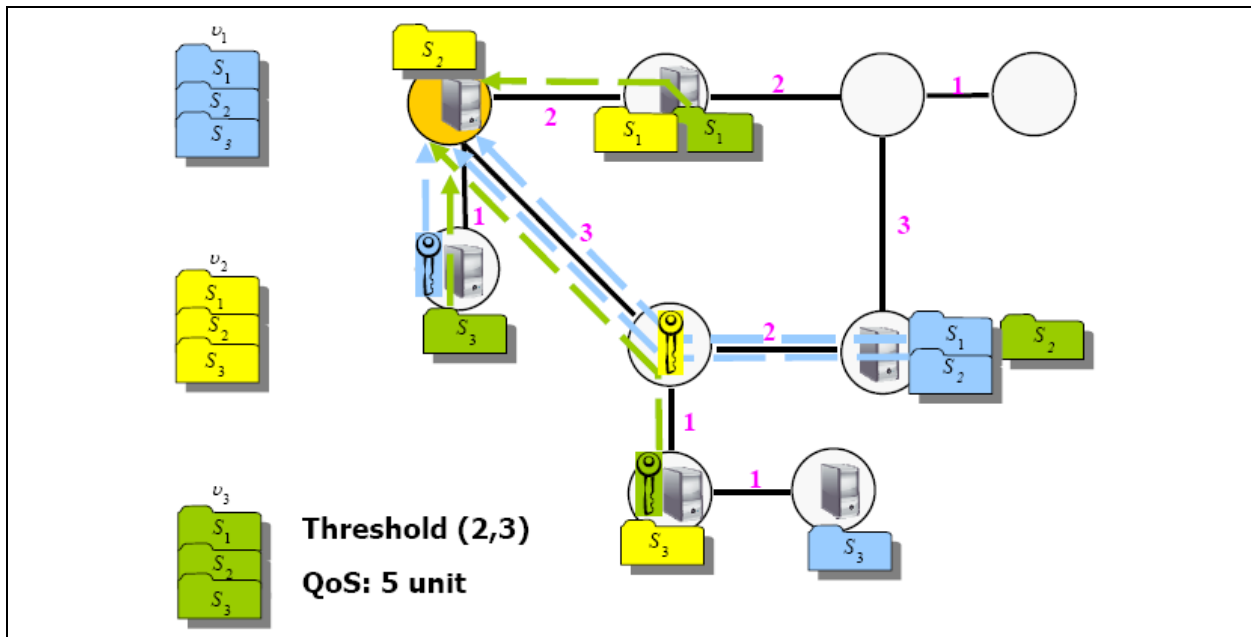 υ₁
S₁
S₂
S₃
υ₂
S₁
S₂
S₃
υ₃
S₁
S₂
S₃
Threshold (2,3)
QoS: 5 unit
S₂
2
2
1
S₁
S₁
1
3
3
S₃
2
S₁
S₂
S₂
1
1
S₃
S₃